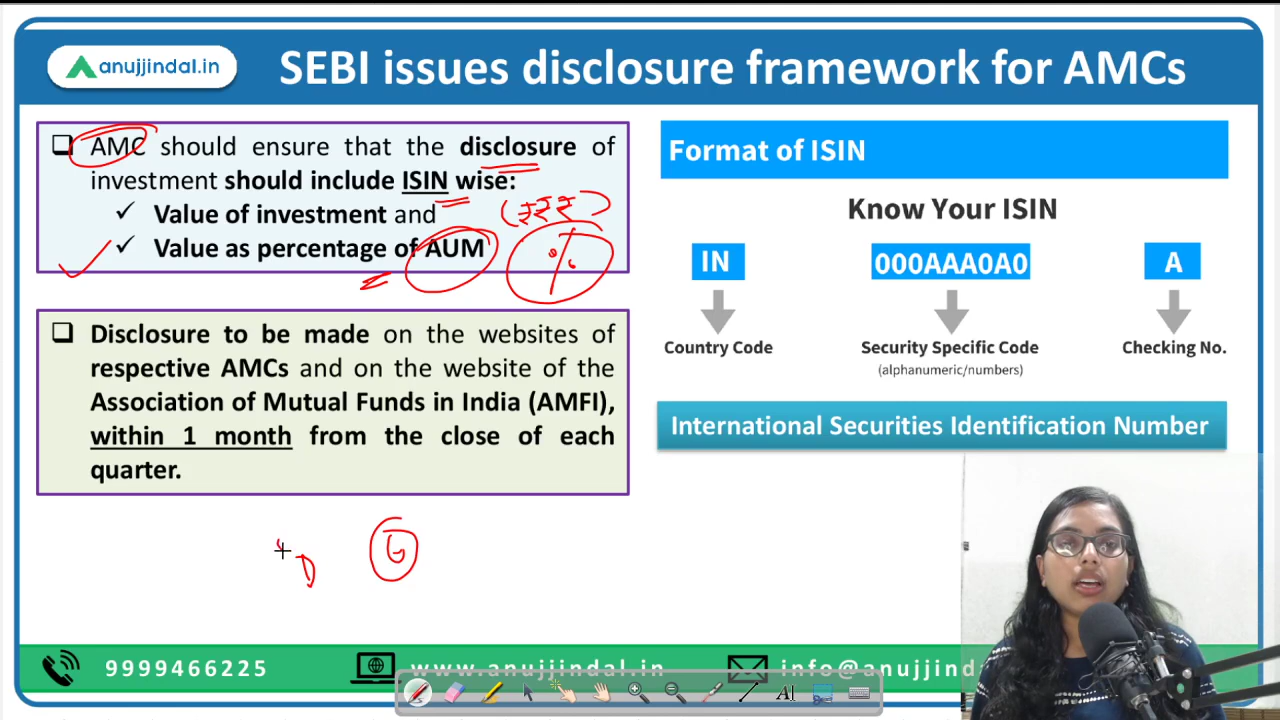 anujjindal.in
SEBI issues disclosure framework for AMCs
AMC should ensure that the disclosure of
investment should include ISIN wise:
Value of investment and
Value as percentage of AUM
(₹₹₹)
%
Disclosure to be made on the websites of
respective AMCs and on the website of the
Association of Mutual Funds in India (AMFI),
within 1 month from the close of each
quarter.
D
Format of ISIN
Know Your ISIN
IN
000AAA0A0
A
Country Code
Security Specific Code
(alphanumeric/numbers)
Checking No.
International Securities Identification Number
9999466225
www.anujjindal.in
info@anujjind
A